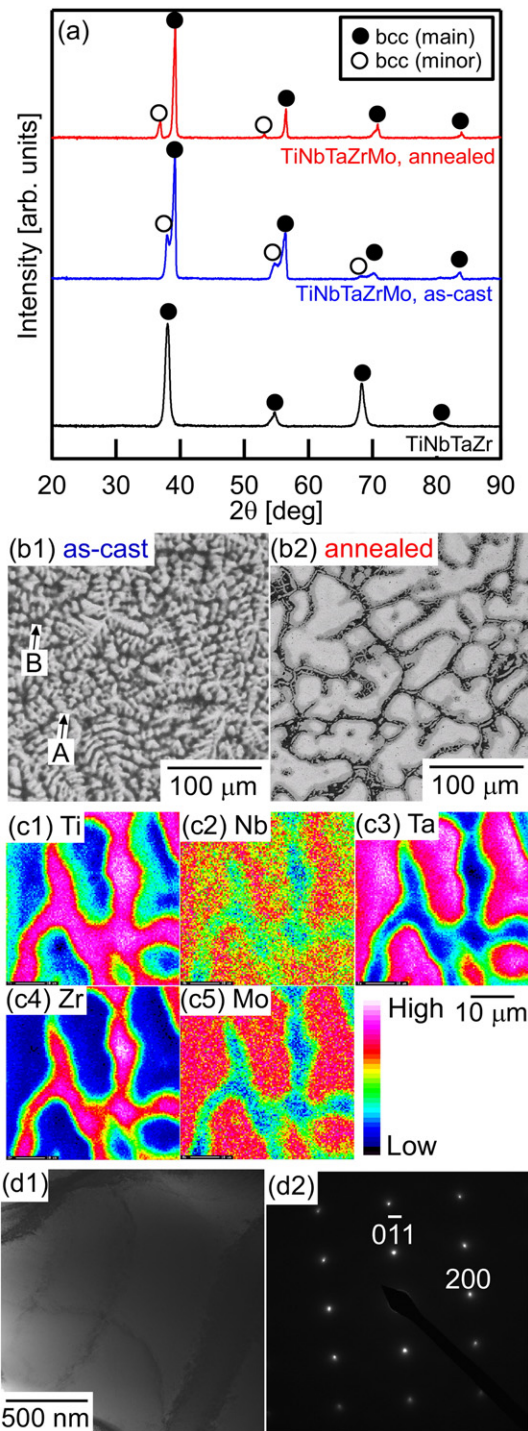 (a)
● bcc (main)
○ bcc (minor)
TiNbTaZrMo, annealed
TiNbTaZrMo, as-cast
TiNbTaZr
Intensity [arb. units]
20 30 40 50 60 70 80 90
2θ [deg]
(b1) as-cast
B
A
100 μm
(b2) annealed
100 μm
(c1) Ti
(c2) Nb
(c3) Ta
(c4) Zr
(c5) Mo
High
Low
10 μm
(d1)
500 nm
(d2)
01̅1
200